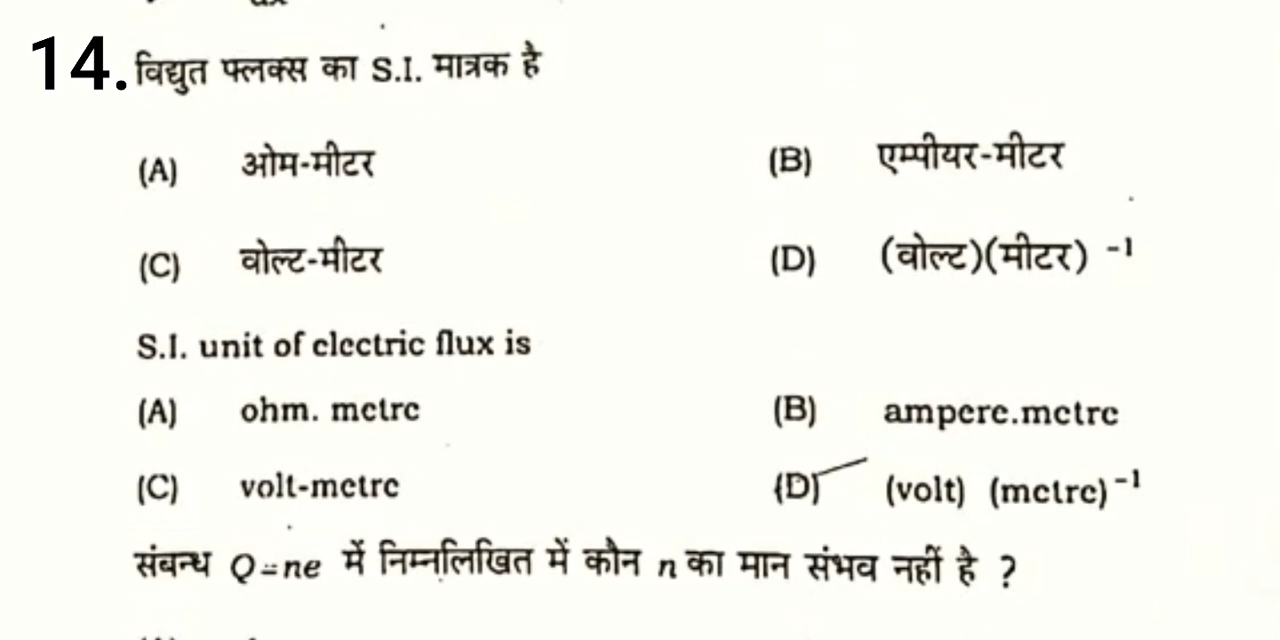 14. विद्युत फ्लक्स का S.I. मात्रक है
(A) ओम-मीटर (B) एम्पीयर-मीटर
(C) वोल्ट-मीटर (D) (वोल्ट)(मीटर) ⁻¹
S.I. unit of electric flux is
(A) ohm. metre (B) ampere.metre
(C) volt-metre (D) (volt) (metre)⁻¹
संबन्ध Q=ne में निम्नलिखित में कौन n का मान संभव नहीं है ?